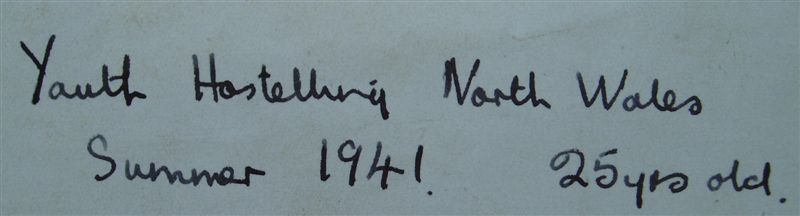 Youth Hostelling North Wales
Summer 1941. 25yrs old.